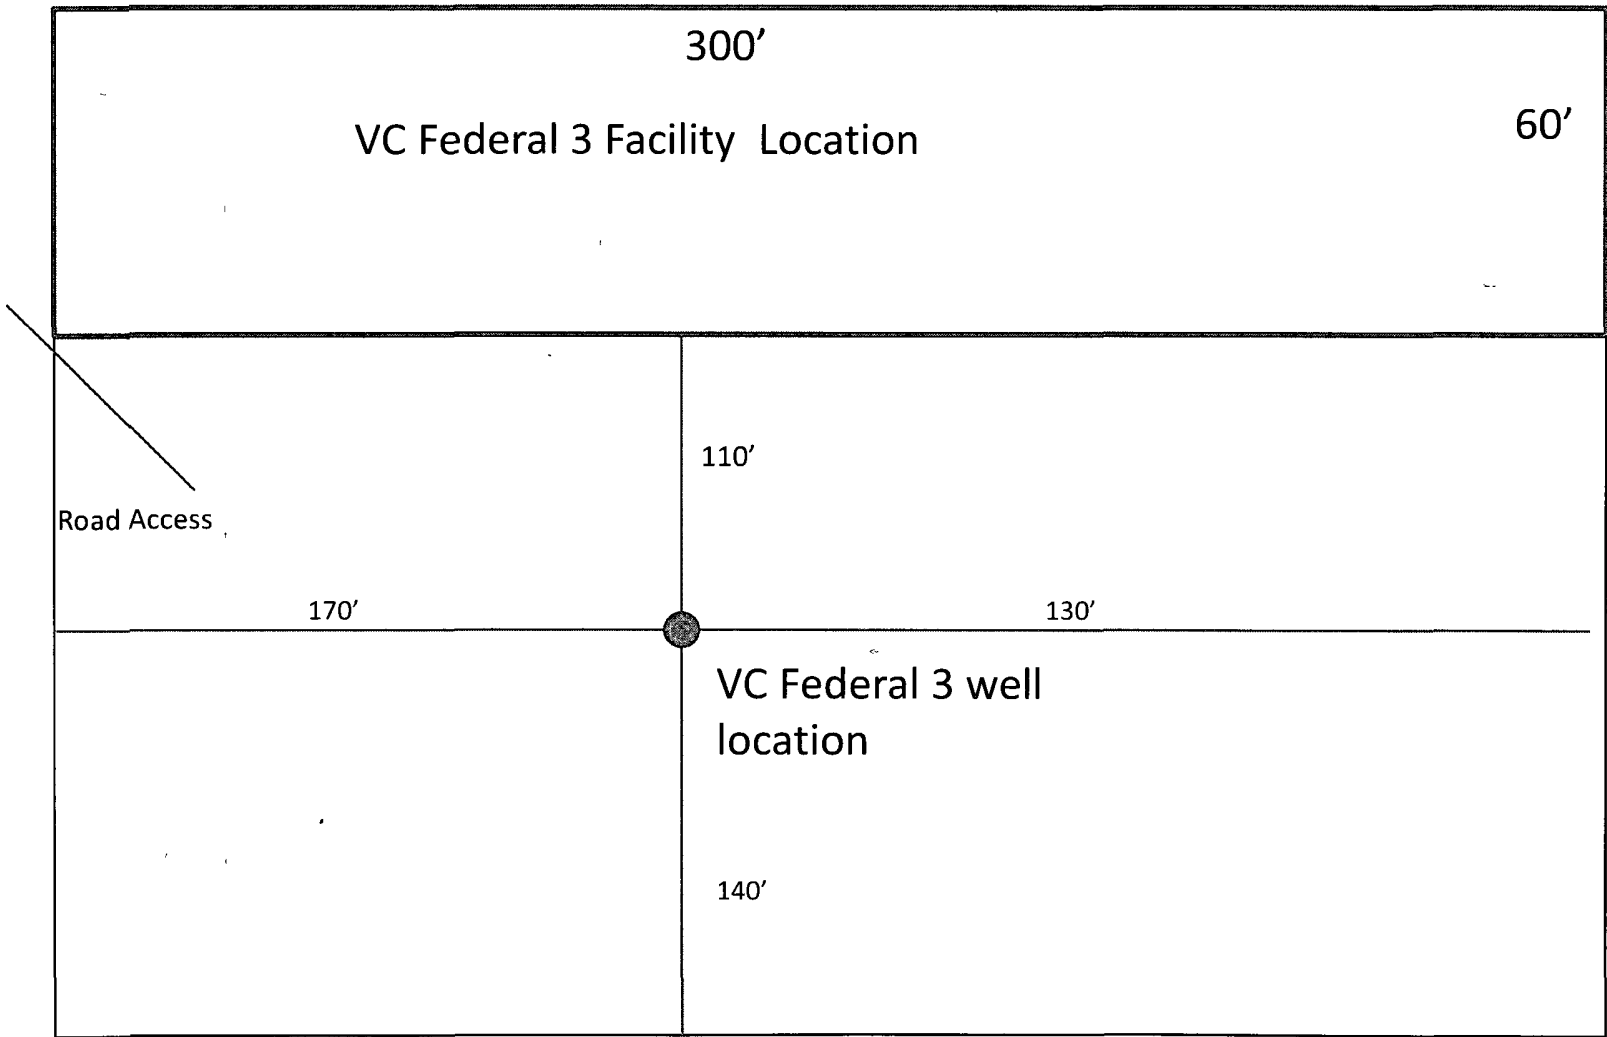 300′
VC Federal 3 Facility Location
60′
110′
Road Access
170′
130′
VC Federal 3 well
location
140′